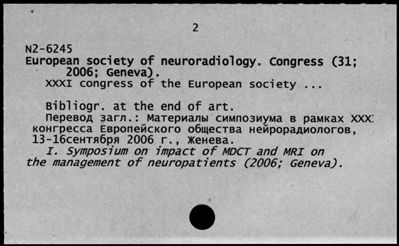 2
N2-6245
European society of neuroradiology. Congress (31;
2006; Geneva).
XXXI congress of the European society ...
Bibliogr. at the end of art.
Перевод загл.: Материалы симпозиума в рамках XXX
конгресса Европейского общества нейрорадиологов,
13-16сентября 2006 г., Женева.
I. Symposium on impact of MDCT and MRI on
the management of neuropatients (2006; Geneva).